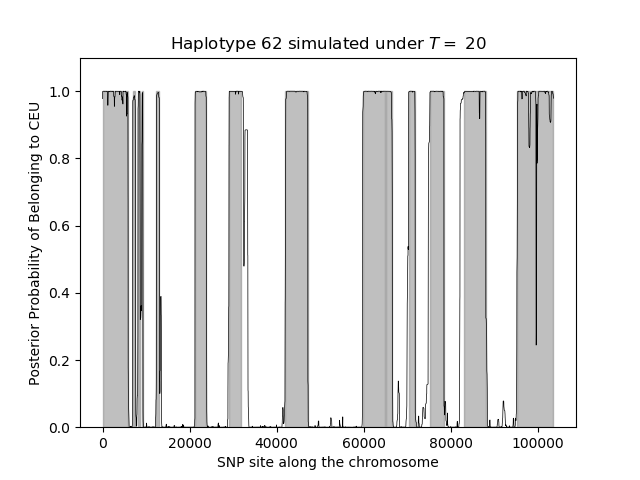 Haplotype 62 simulated under T = 20
1.0
0.8
0.6
0.4
0.2
0.0
Posterior Probability of Belonging to CEU
0 20000 40000 60000 80000 100000
SNP site along the chromosome